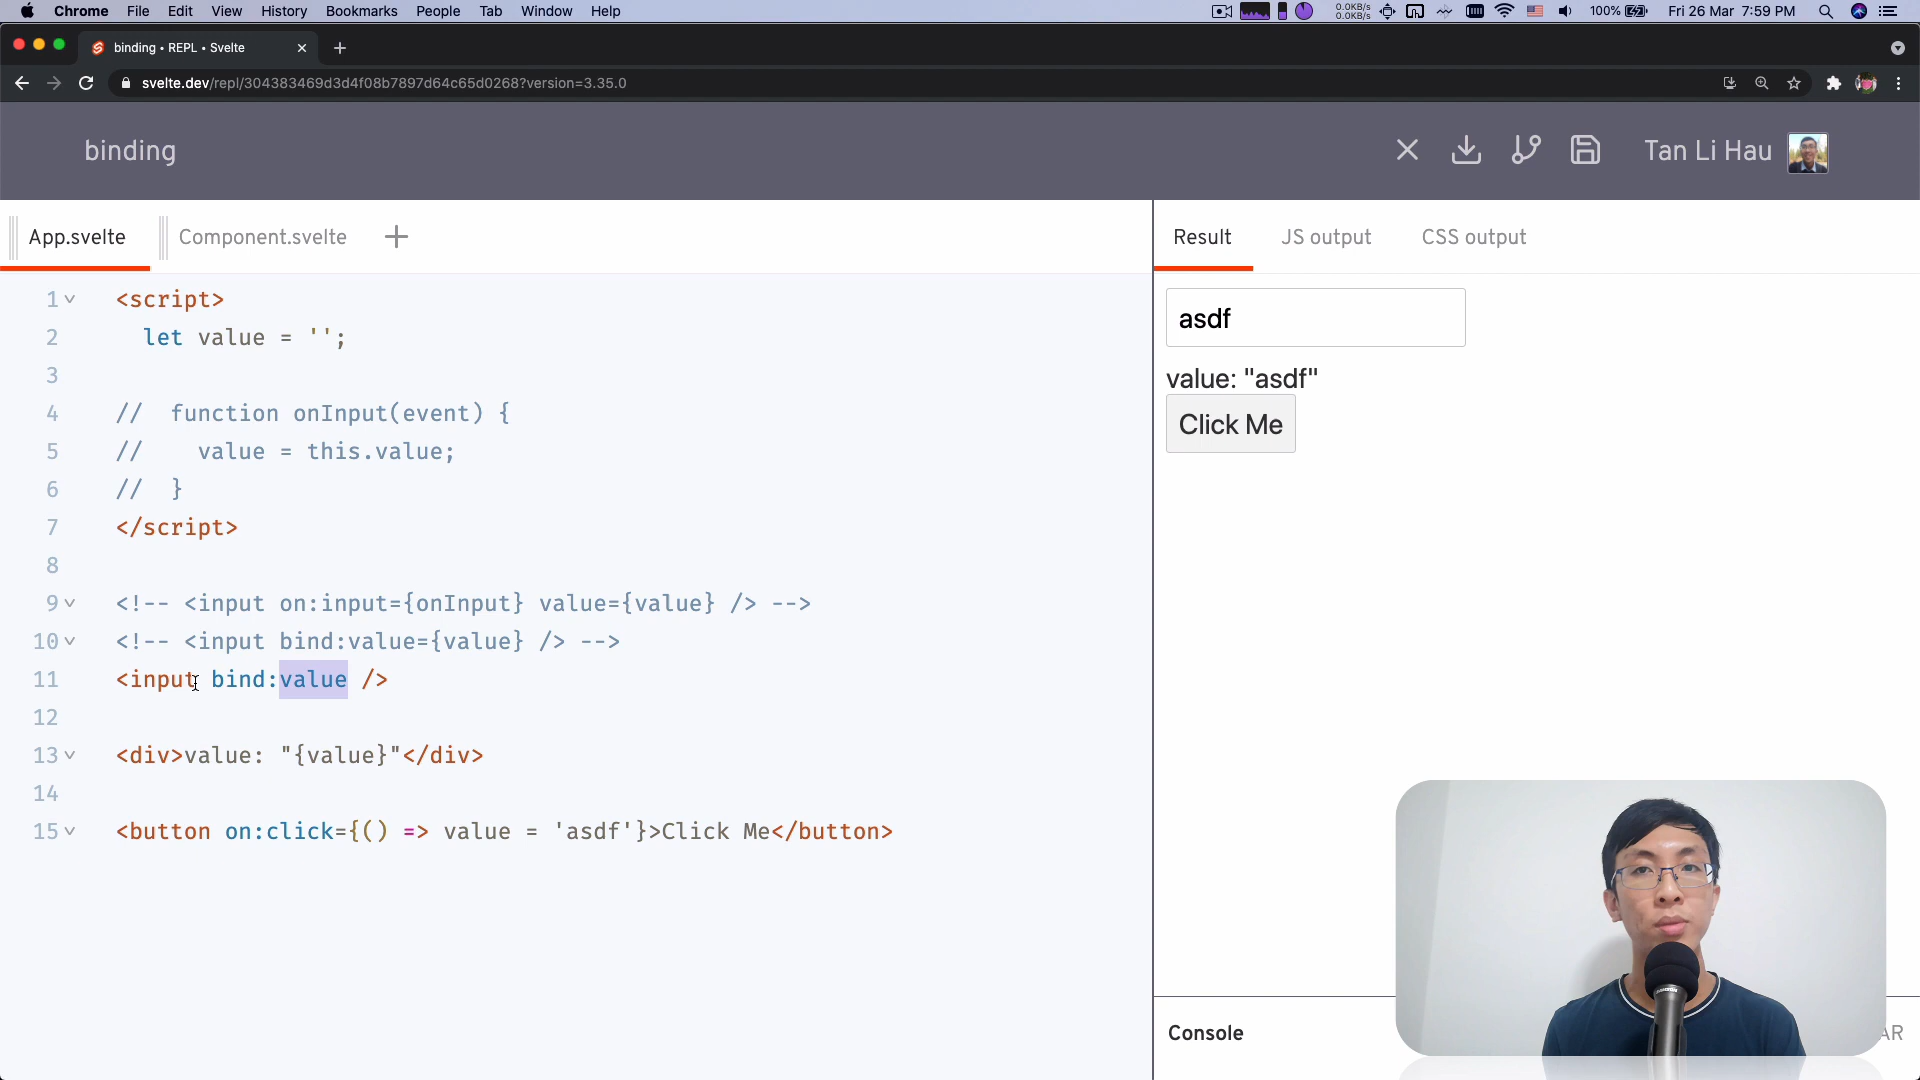 Chrome File Edit View History Bookmarks People Tab Window Help
0.0KB/s
0.0KB/s
100%
Fri 26 Mar 7:59 PM
binding • REPL • Svelte
svelte.dev/repl/304383469d3d4f08b7897d64c65d0268?version=3.35.0
binding
Tan Li Hau
App.svelte
Component.svelte
Result
JS output
CSS output
1 <script>
2 let value = '';
3
4 // function onInput(event) {
5 // value = this.value;
6 // }
7 </script>
8
9 <!-- <input on:input={onInput} value={value} /> -->
10 <!-- <input bind:value={value} /> -->
11 <input bind:value />
12
13 <div>value: "{value}"</div>
14
15 <button on:click={() => value = 'asdf'}>Click Me</button>
asdf
value: "asdf"
Click Me
Console
AR